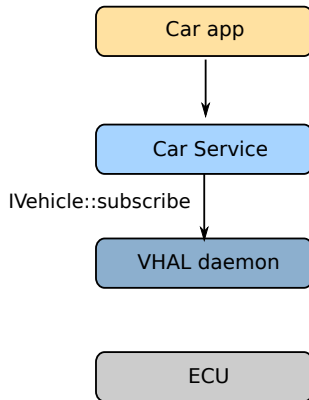 Car app
Car Service
IVehicle::subscribe
VHAL daemon
ECU